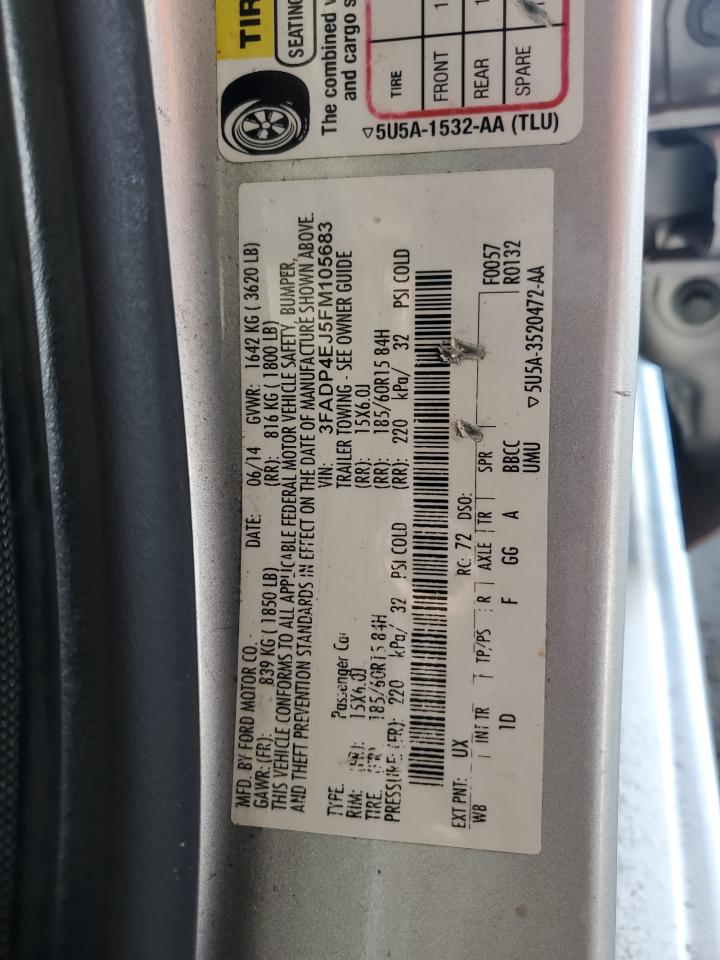 TIR
SEATING
The combined
and cargo s
TIRE
FRONT 1
REAR 1
SPARE
▽5U5A-1532-AA (TLU)
MFD. BY FORD MOTOR CO. DATE: 06/14 GVWR: 1642 KG ( 3620 LB)
GAWR: (FR): 839 KG ( 1850 LB) (RR): 816 KG ( 1800 LB)
THIS VEHICLE CONFORMS TO ALL APPLICABLE FEDERAL MOTOR VEHICLE SAFETY, BUMPER,
AND THEFT PREVENTION STANDARDS IN EFFECT ON THE DATE OF MANUFACTURE SHOWN ABOVE.
VIN: 3FADP4EJ5FM105683
TYPE: Passenger Car TRAILER TOWING - SEE OWNER GUIDE
RIM: 15X6.0J (RR): 15X6.0J
TIRE: 185/60R15 84H (RR): 185/60R15 84H
PRESSURE: (FR): 220 kPa/ 32 PSI COLD (RR): 220 kPa/ 32 PSI COLD
EXT PNT: UX RC: 72 DSO: F0057
WB INT TR TP/PS R AXLE TR SPR R0132
1D F GG A BBCC
UMU
▽5U5A-3520472-AA